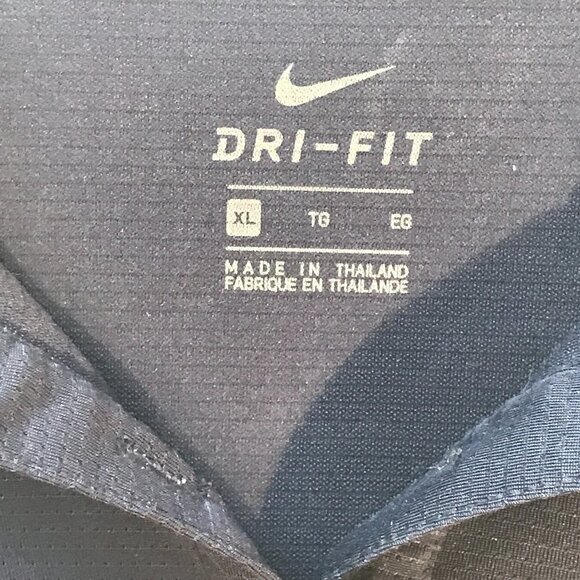 DRI-FIT
XL TG EG
MADE IN THAILAND
FABRIQUE EN THAILANDE